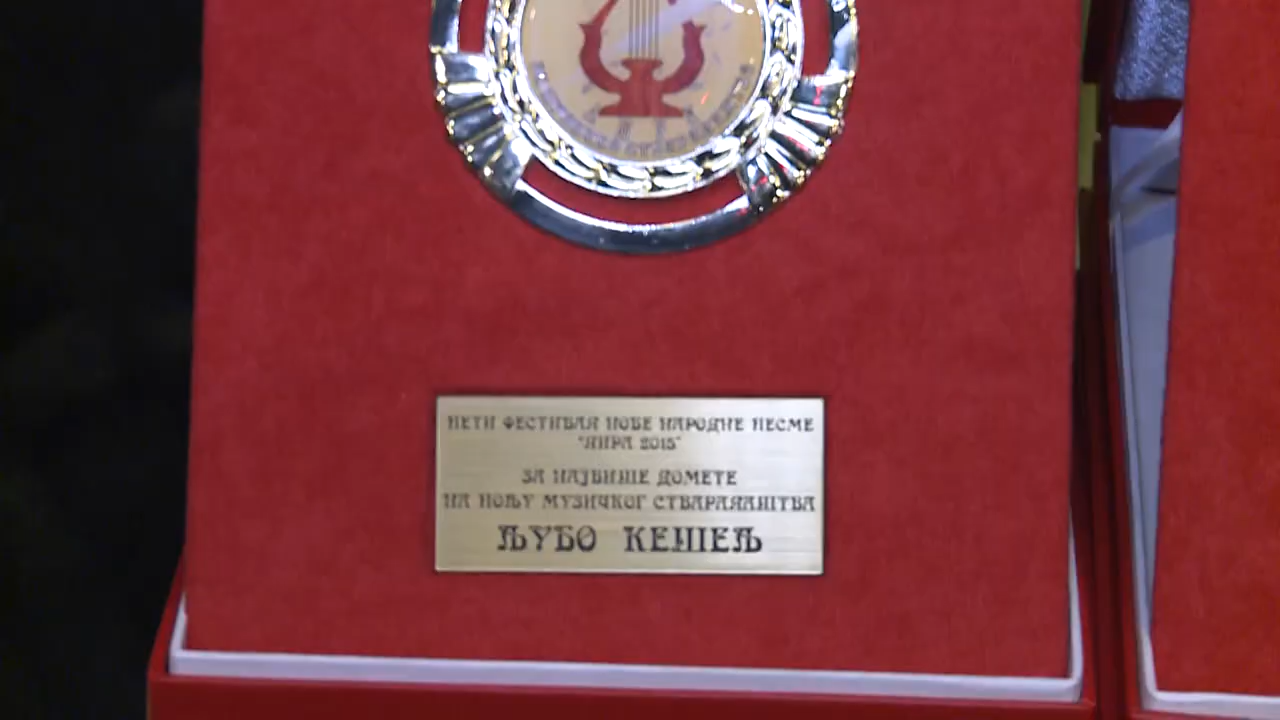 ПЕТИ ФЕСТИВАЛ НОВЕ НАРОДНЕ ПЕСМЕ
"ЛИРА 2015"
ЗА НАЈВИШЕ ДОМЕТЕ
НА ПОЉУ МУЗИЧКОГ СТВАРАЛАШТВА
ЉУБО КЕШЕЉ